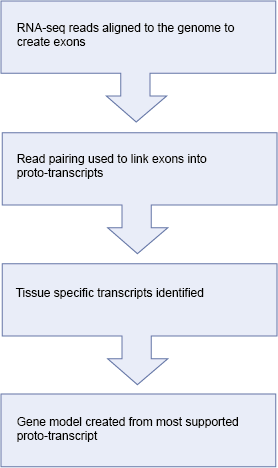 RNA-seq reads aligned to the genome to
create exons
Read pairing used to link exons into
proto-transcripts
Tissue specific transcripts identified
Gene model created from most supported
proto-transcript